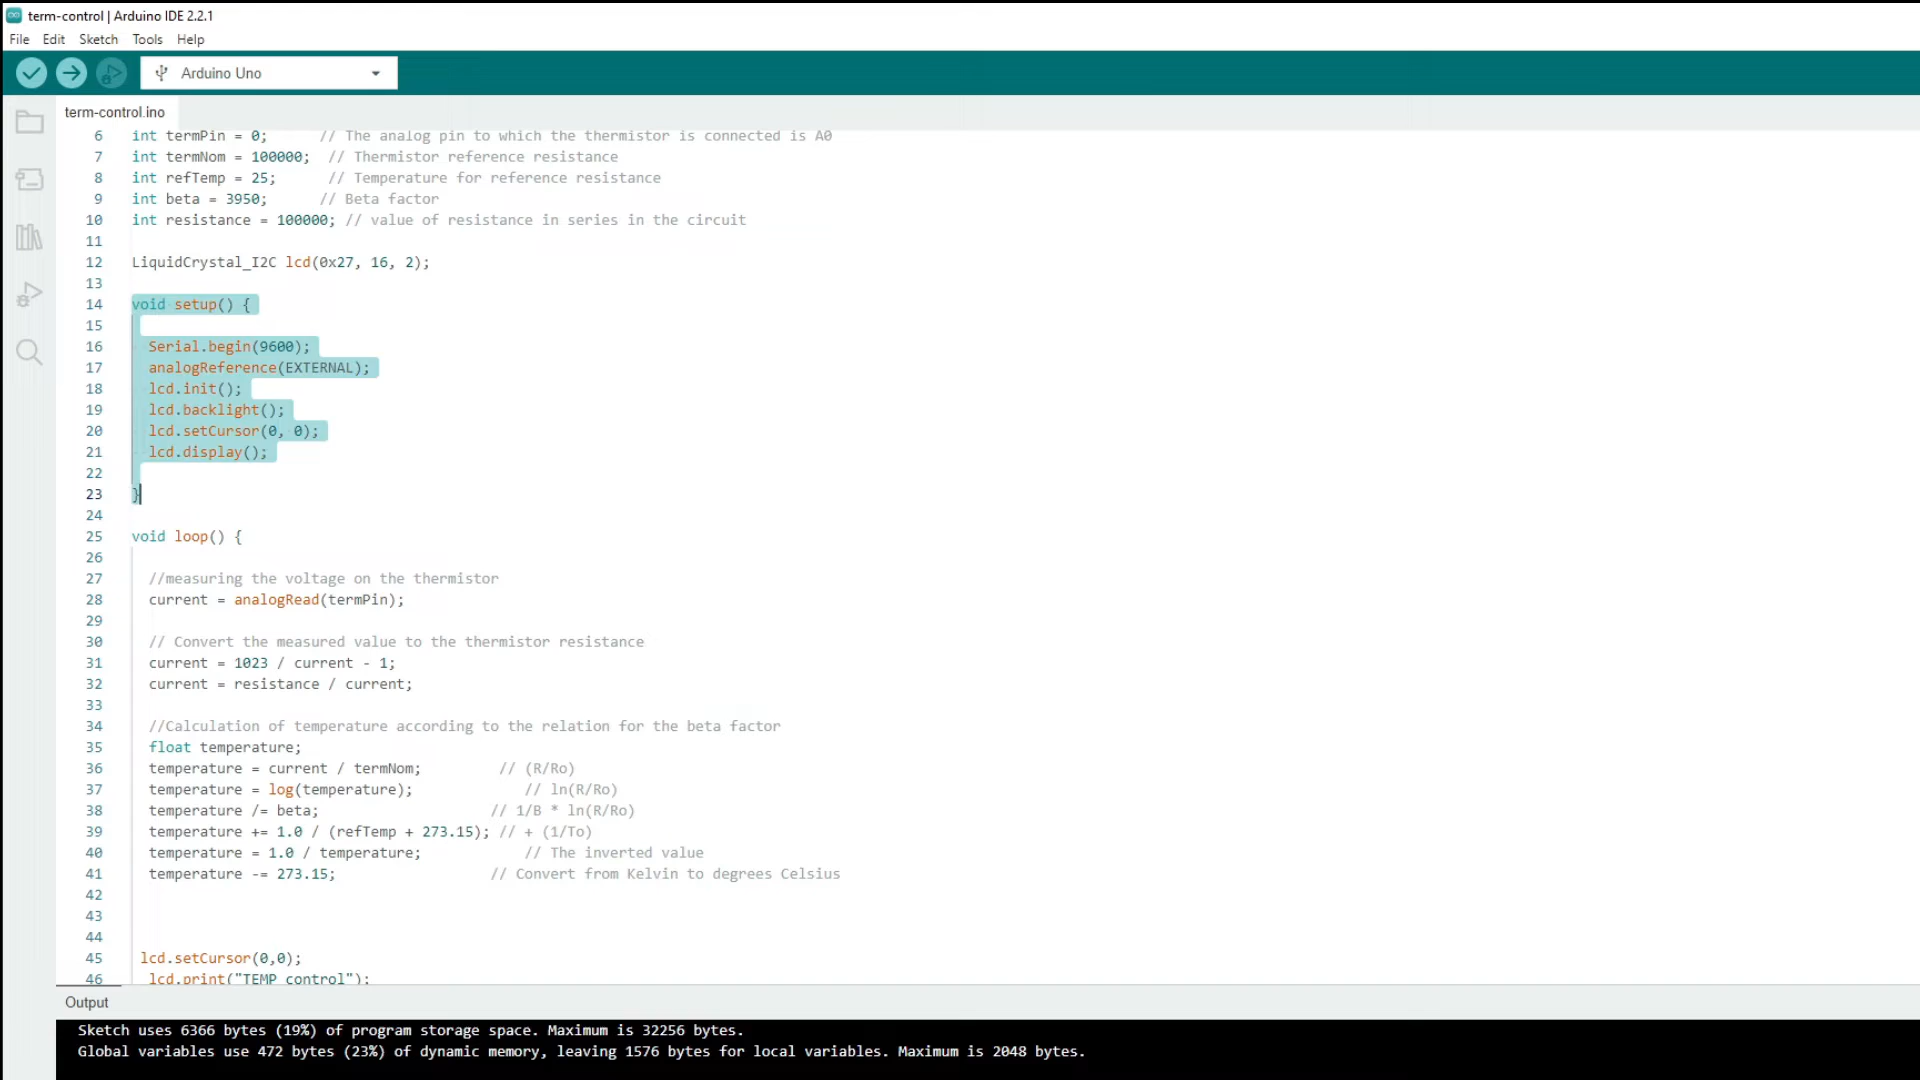 term-control | Arduino IDE 2.2.1
File Edit Sketch Tools Help
Arduino Uno
term-control.ino
6 int termPin = 0; // The analog pin to which the thermistor is connected is A0
7 int termNom = 100000; // Thermistor reference resistance
8 int refTemp = 25; // Temperature for reference resistance
9 int beta = 3950; // Beta factor
10 int resistance = 100000; // value of resistance in series in the circuit
11
12 LiquidCrystal_I2C lcd(0x27, 16, 2);
13
14 void setup() {
15
16 Serial.begin(9600);
17 analogReference(EXTERNAL);
18 lcd.init();
19 lcd.backlight();
20 lcd.setCursor(0, 0);
21 lcd.display();
22
23 }
24
25 void loop() {
26
27 //measuring the voltage on the thermistor
28 current = analogRead(termPin);
29
30 // Convert the measured value to the thermistor resistance
31 current = 1023 / current - 1;
32 current = resistance / current;
33
34 //Calculation of temperature according to the relation for the beta factor
35 float temperature;
36 temperature = current / termNom; // (R/Ro)
37 temperature = log(temperature); // ln(R/Ro)
38 temperature /= beta; // 1/B * ln(R/Ro)
39 temperature += 1.0 / (refTemp + 273.15); // + (1/To)
40 temperature = 1.0 / temperature; // The inverted value
41 temperature -= 273.15; // Convert from Kelvin to degrees Celsius
42
43
44
45 lcd.setCursor(0,0);
46 lcd.print("TEMP control");
Output
Sketch uses 6366 bytes (19%) of program storage space. Maximum is 32256 bytes.
Global variables use 472 bytes (23%) of dynamic memory, leaving 1576 bytes for local variables. Maximum is 2048 bytes.